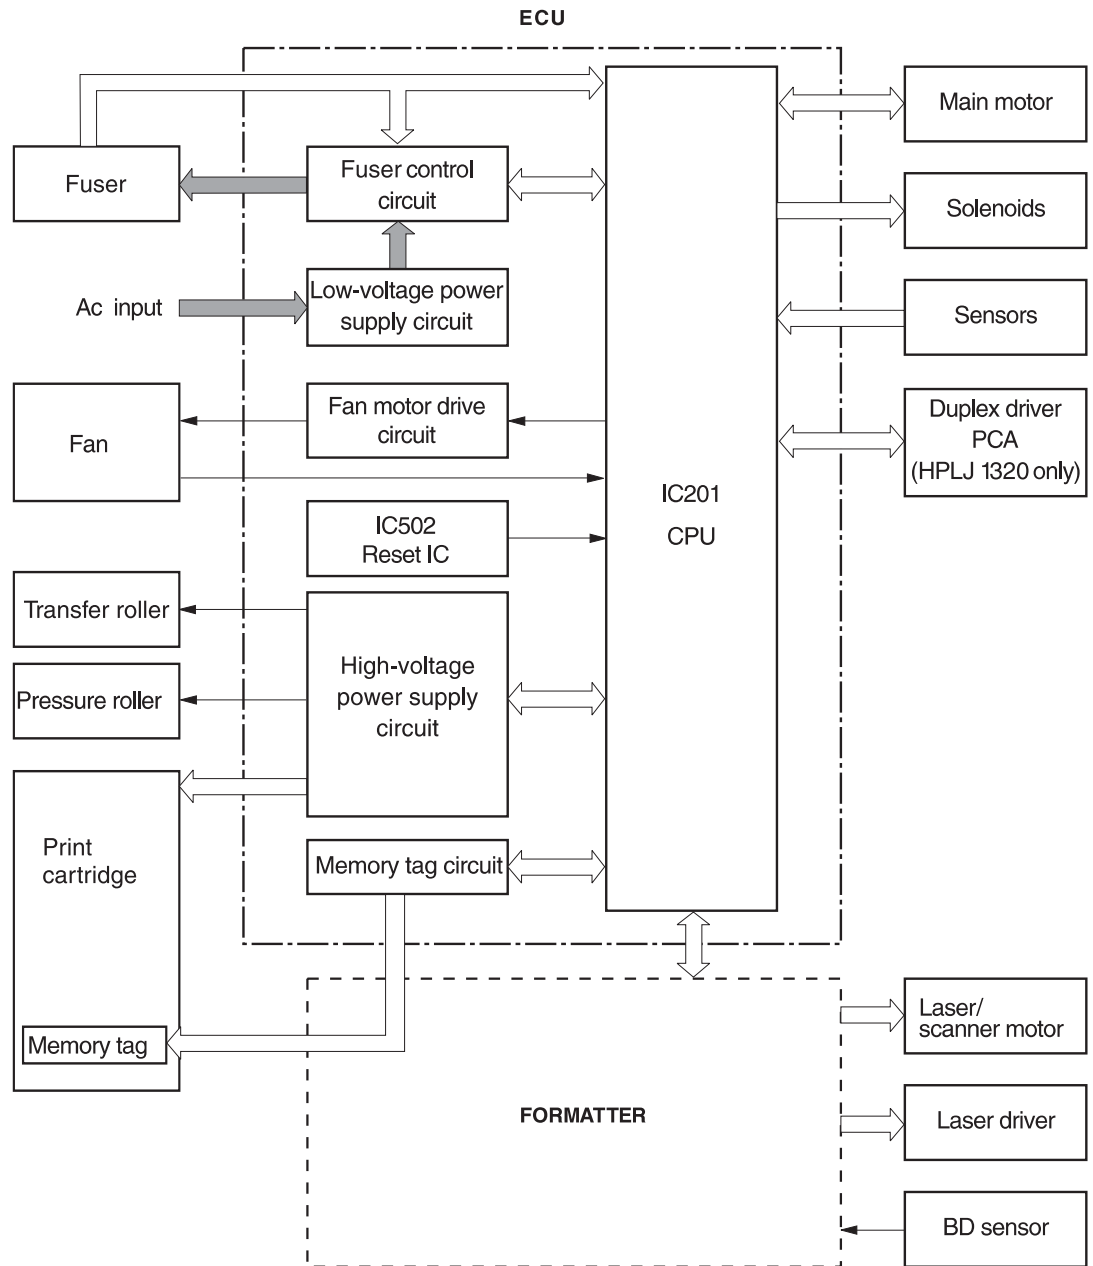 ECU
Fuser
Fuser control
circuit
Main motor
Solenoids
Ac input
Low-voltage power
supply circuit
Sensors
Fan
Fan motor drive
circuit
Duplex driver
PCA
(HPLJ 1320 only)
IC201
CPU
IC502
Reset IC
Transfer roller
Pressure roller
High-voltage
power supply
circuit
Print
cartridge
Memory tag circuit
Memory tag
FORMATTER
Laser/
scanner motor
Laser driver
BD sensor